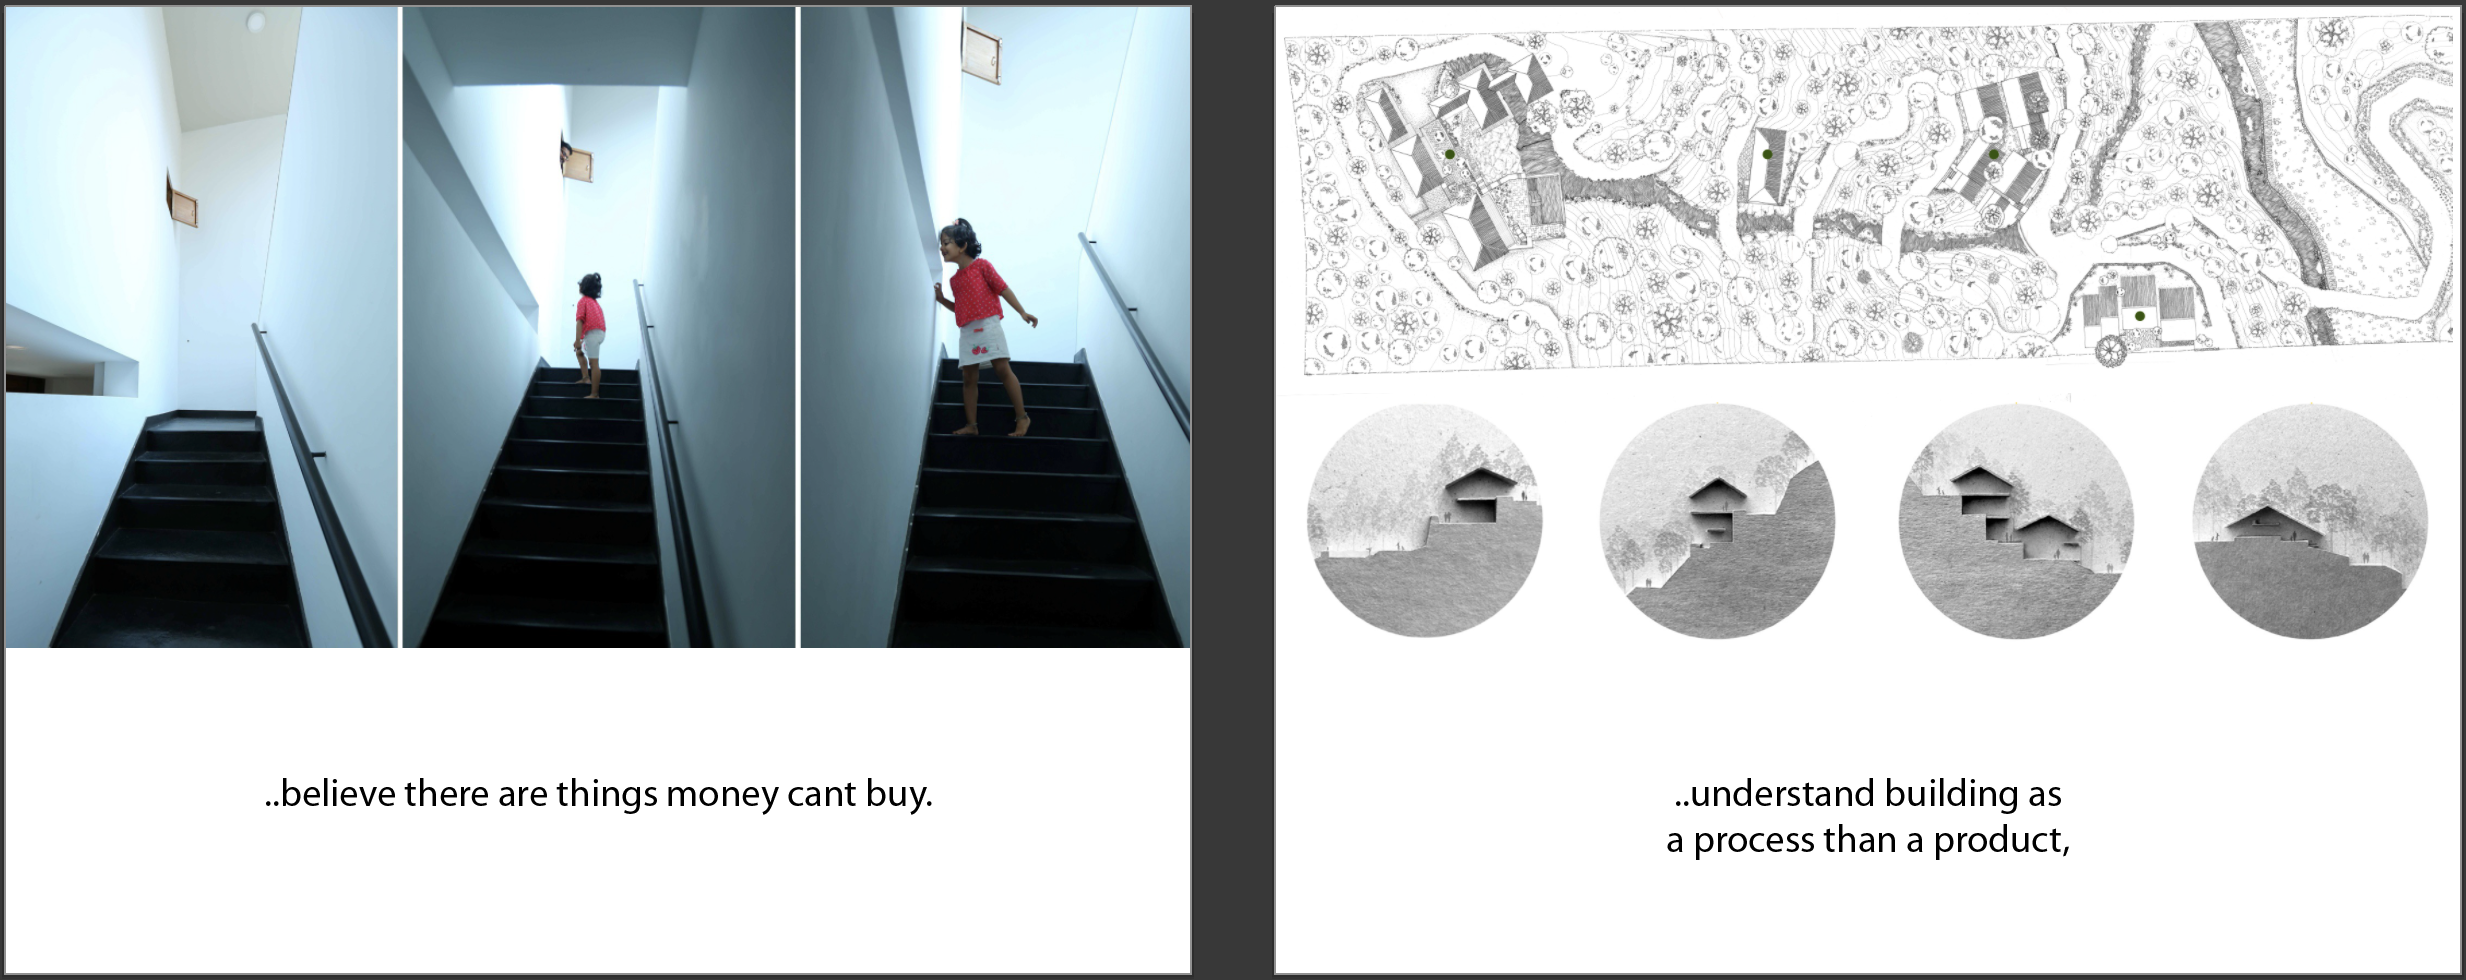 ..believe there are things money cant buy.
..understand building as
a process than a product,